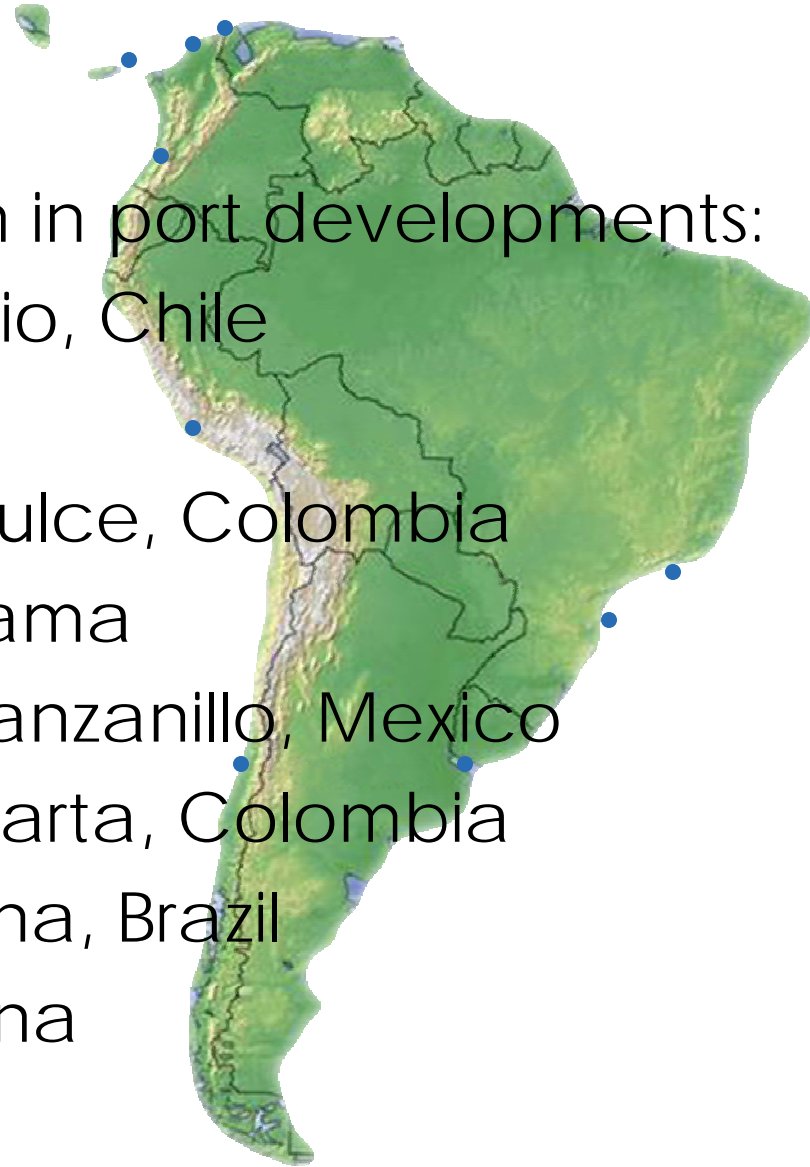 in port developments:
io, Chile
ulce, Colombia
ama
anzanillo, Mexico
arta, Colombia
na, Brazil
na